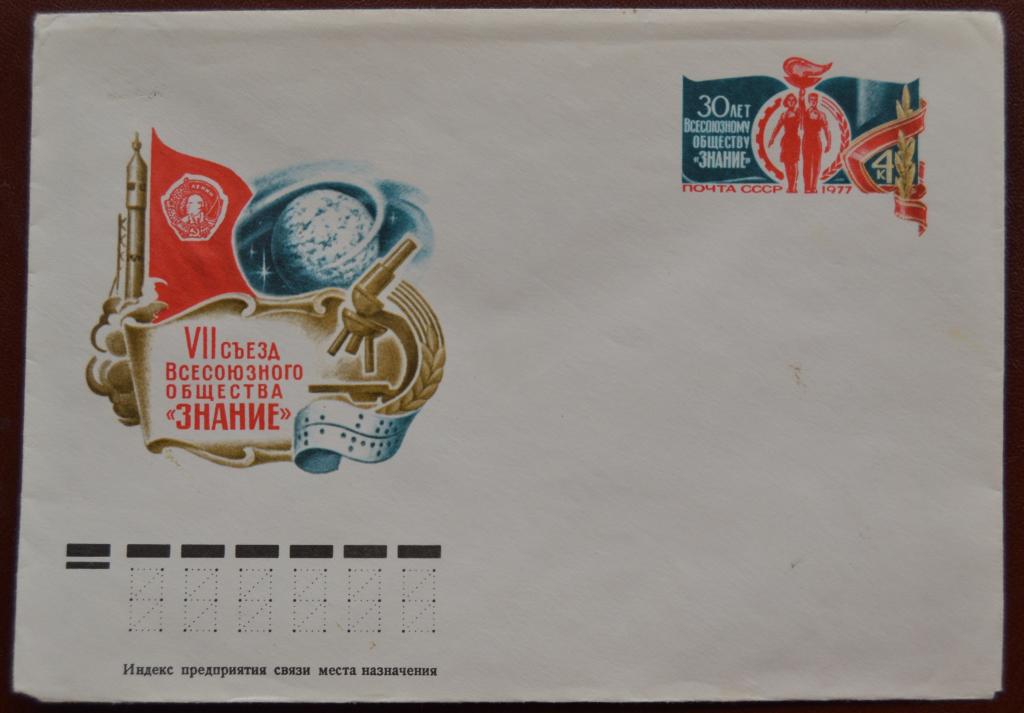 30 ЛЕТ
ВСЕСОЮЗНОМУ
ОБЩЕСТВУ
«ЗНАНИЕ»
4
К
ПОЧТА СССР 1977
ЛЕНИН
VII СЪЕЗД
ВСЕСОЮЗНОГО
ОБЩЕСТВА
«ЗНАНИЕ»
Индекс предприятия связи места назначения